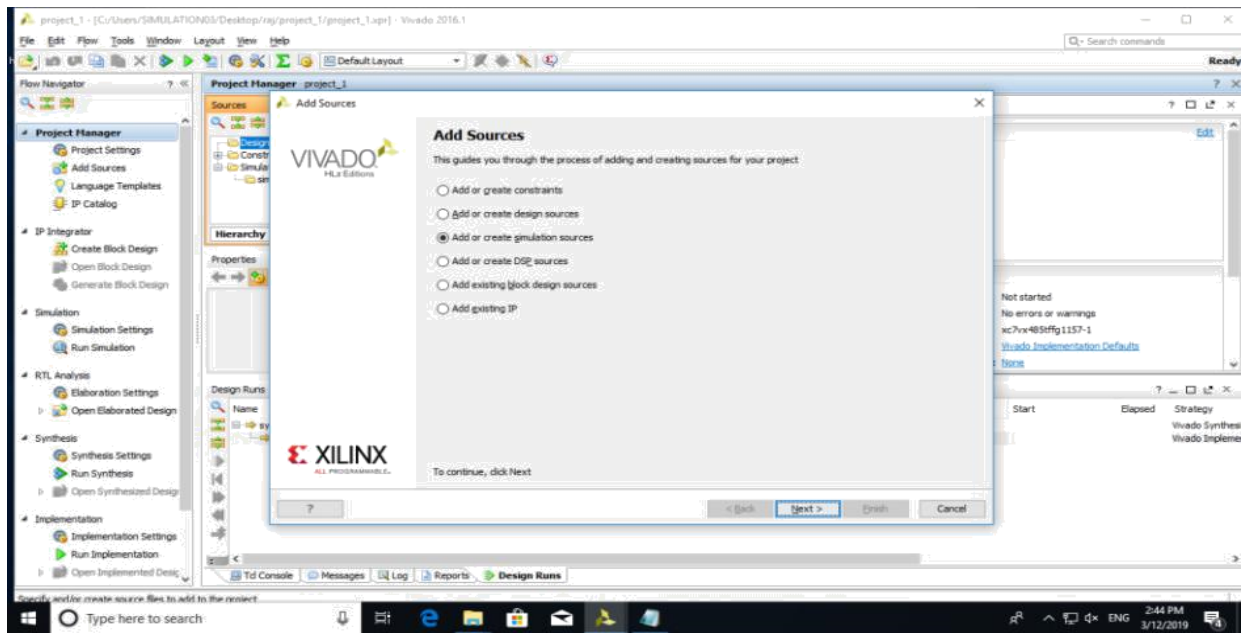 project_1 - [C:/Users/SIMULATION03/Desktop/raj/project_1/project_1.xpr] - Vivado 2016.1
File Edit Flow Tools Window Layout View Help
Search commands
Default Layout
Ready
Flow Navigator
Project Manager
Project Settings
Add Sources
Language Templates
IP Catalog
IP Integrator
Create Block Design
Open Block Design
Generate Block Design
Simulation
Simulation Settings
Run Simulation
RTL Analysis
Elaboration Settings
Open Elaborated Design
Synthesis
Synthesis Settings
Run Synthesis
Open Synthesized Desig
Implementation
Implementation Settings
Run Implementation
Open Implemented Desig
Project Manager project_1
Sources
Design
Constr
Simula
sim
Hierarchy
Properties
Design Runs
Name
sy
Add Sources
VIVADO
HLx Editions
XILINX
ALL PROGRAMMABLE
Add Sources
This guides you through the process of adding and creating sources for your project
Add or create constraints
Add or create design sources
Add or create simulation sources
Add or create DSP sources
Add existing block design sources
Add existing IP
To continue, click Next
?
< Back Next > Finish Cancel
Edit
Not started
No errors or warnings
xc7vx485tffg1157-1
Vivado Implementation Defaults
None
Start Elapsed Strategy
Vivado Synthesi
Vivado Impleme
Tcl Console Messages Log Reports Design Runs
Specify and/or create source files to add to the project
Type here to search
ENG
2:44 PM
3/12/2019